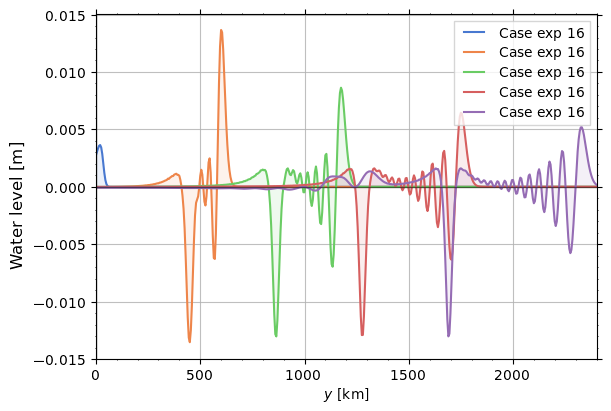 0.015
0.010
0.005
0.000
−0.005
−0.010
−0.015
Water level [m]
Case exp 16
Case exp 16
Case exp 16
Case exp 16
Case exp 16
0 500 1000 1500 2000
y [km]